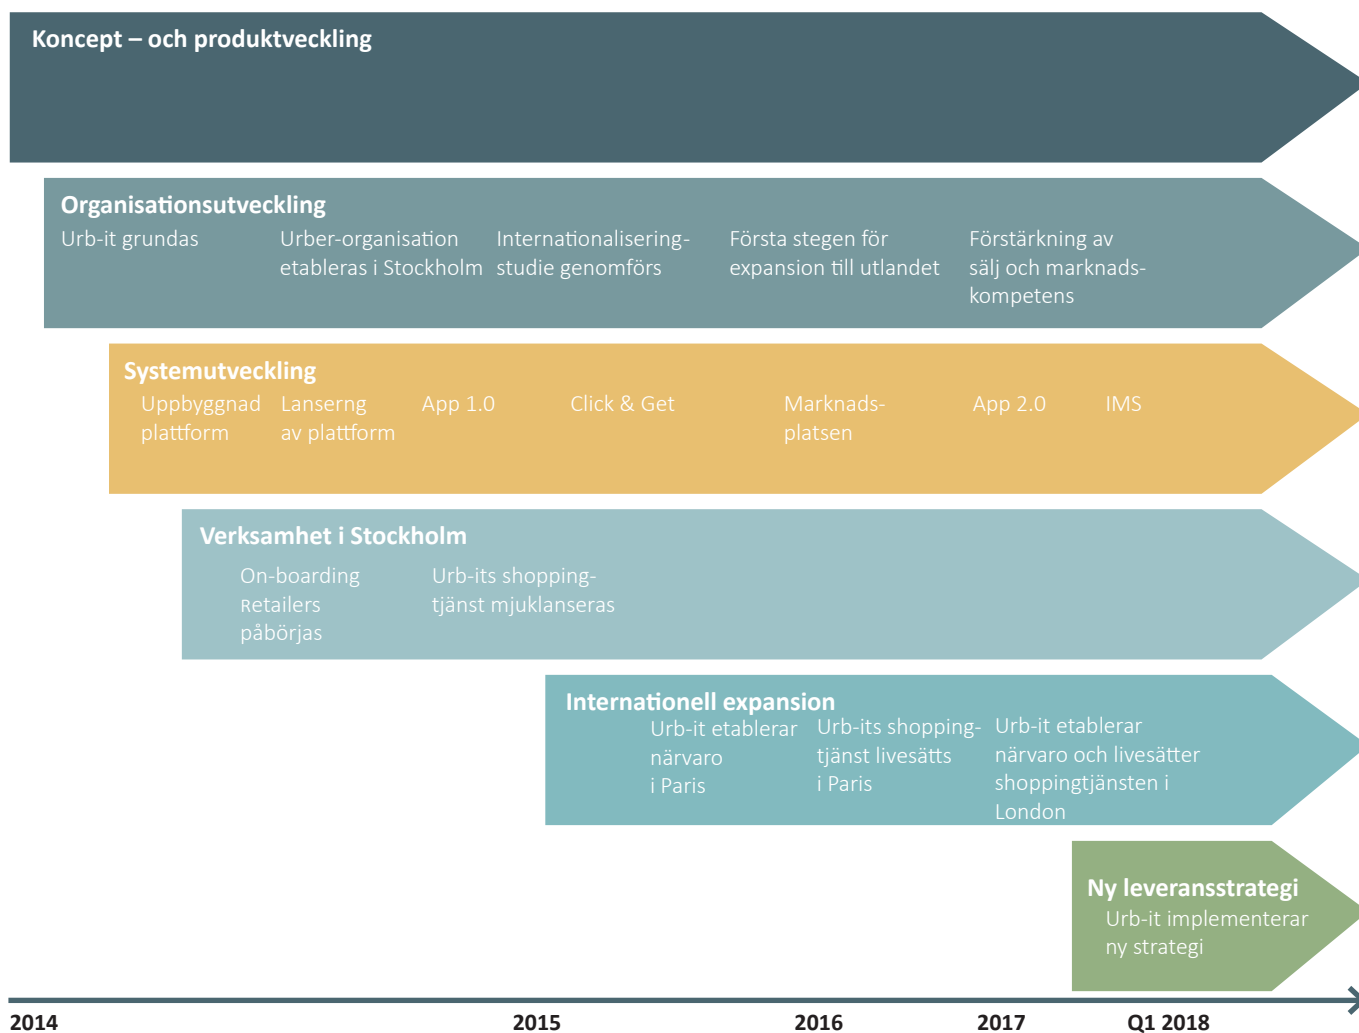 Koncept – och produktveckling
Organisationsutveckling
Urb-it grundas
Urber-organisation
etableras i Stockholm
Internationalisering-
studie genomförs
Första stegen för
expansion till utlandet
Förstärkning av
sälj och marknads-
kompetens
Systemutveckling
Uppbyggnad
plattform
Lanserng
av plattform
App 1.0
Click & Get
Marknads-
platsen
App 2.0
IMS
Verksamhet i Stockholm
On-boarding
Retailers
påbörjas
Urb-its shopping-
tjänst mjuklanseras
Internationell expansion
Urb-it etablerar
närvaro
i Paris
Urb-its shopping-
tjänst livesätts
i Paris
Urb-it etablerar
närvaro och livesätter
shoppingtjänsten i
London
Ny leveransstrategi
Urb-it implementerar
ny strategi
2014
2015
2016
2017
Q1 2018